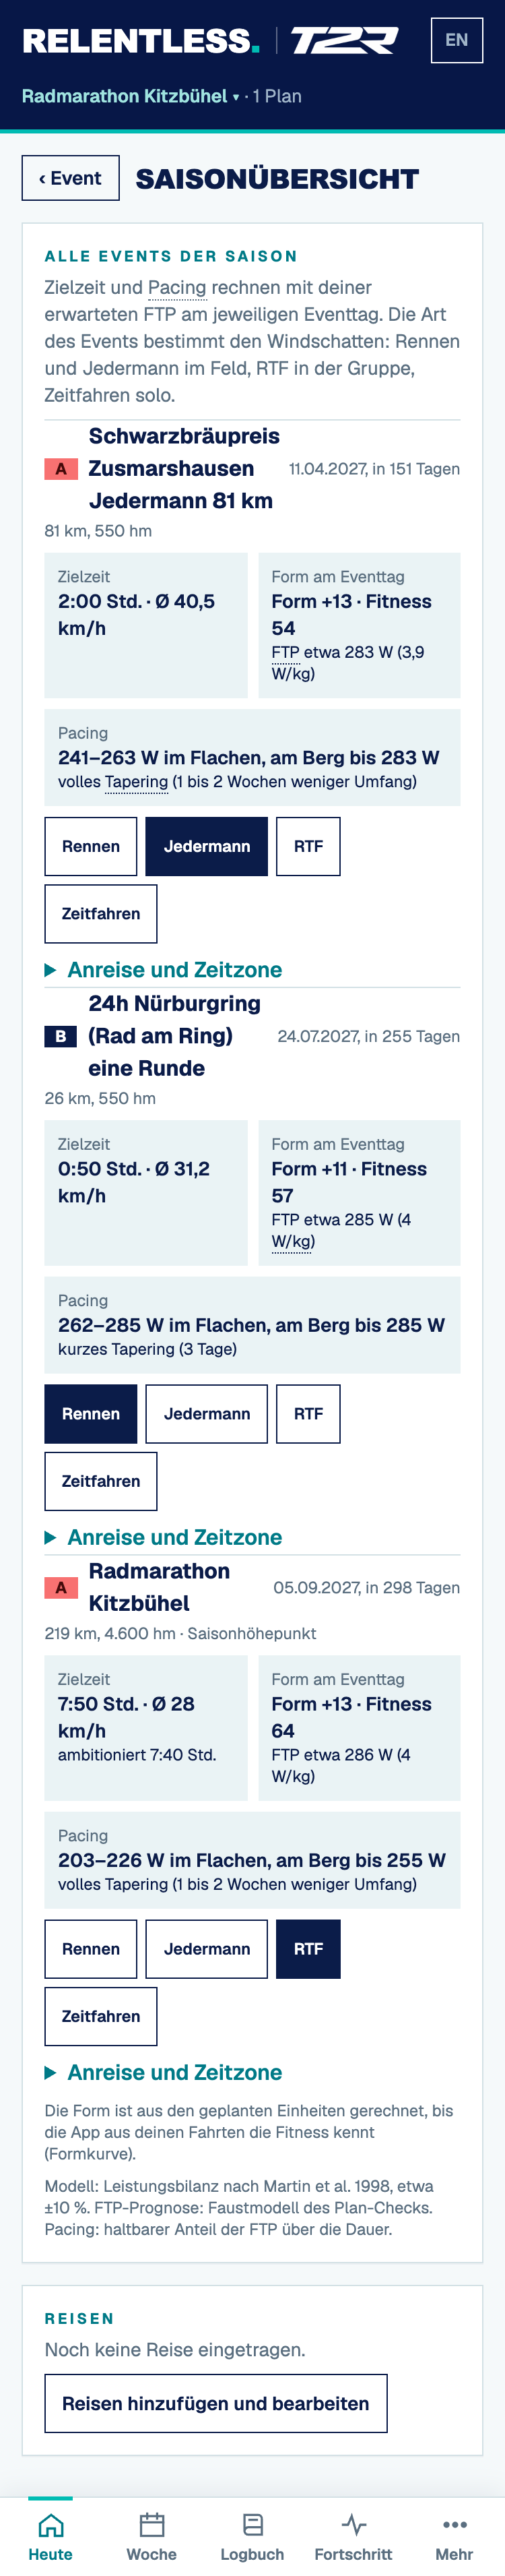 RELENTLESS. T2R EN
Radmarathon Kitzbühel ▾ · 1 Plan
‹ Event SAISONÜBERSICHT
ALLE EVENTS DER SAISON
Zielzeit und Pacing rechnen mit deiner
erwarteten FTP am jeweiligen Eventtag. Die Art
des Events bestimmt den Windschatten: Rennen
und Jedermann im Feld, RTF in der Gruppe,
Zeitfahren solo.
Schwarzbräupreis
A Zusmarshausen 11.04.2027, in 151 Tagen
Jedermann 81 km
81 km, 550 hm
Zielzeit
2:00 Std. · Ø 40,5
km/h
Form am Eventtag
Form +13 · Fitness
54
FTP etwa 283 W (3,9
W/kg)
Pacing
241–263 W im Flachen, am Berg bis 283 W
volles Tapering (1 bis 2 Wochen weniger Umfang)
Rennen Jedermann RTF
Zeitfahren
▶ Anreise und Zeitzone
24h Nürburgring
B (Rad am Ring) 24.07.2027, in 255 Tagen
eine Runde
26 km, 550 hm
Zielzeit
0:50 Std. · Ø 31,2
km/h
Form am Eventtag
Form +11 · Fitness
57
FTP etwa 285 W (4
W/kg)
Pacing
262–285 W im Flachen, am Berg bis 285 W
kurzes Tapering (3 Tage)
Rennen Jedermann RTF
Zeitfahren
▶ Anreise und Zeitzone
A Radmarathon 05.09.2027, in 298 Tagen
Kitzbühel
219 km, 4.600 hm · Saisonhöhepunkt
Zielzeit
7:50 Std. · Ø 28
km/h
ambitioniert 7:40 Std.
Form am Eventtag
Form +13 · Fitness
64
FTP etwa 286 W (4
W/kg)
Pacing
203–226 W im Flachen, am Berg bis 255 W
volles Tapering (1 bis 2 Wochen weniger Umfang)
Rennen Jedermann RTF
Zeitfahren
▶ Anreise und Zeitzone
Die Form ist aus den geplanten Einheiten gerechnet, bis
die App aus deinen Fahrten die Fitness kennt
(Formkurve).
Modell: Leistungsbilanz nach Martin et al. 1998, etwa
±10 %. FTP-Prognose: Faustmodell des Plan-Checks.
Pacing: haltbarer Anteil der FTP über die Dauer.
REISEN
Noch keine Reise eingetragen.
Reisen hinzufügen und bearbeiten
Heute Woche Logbuch Fortschritt Mehr